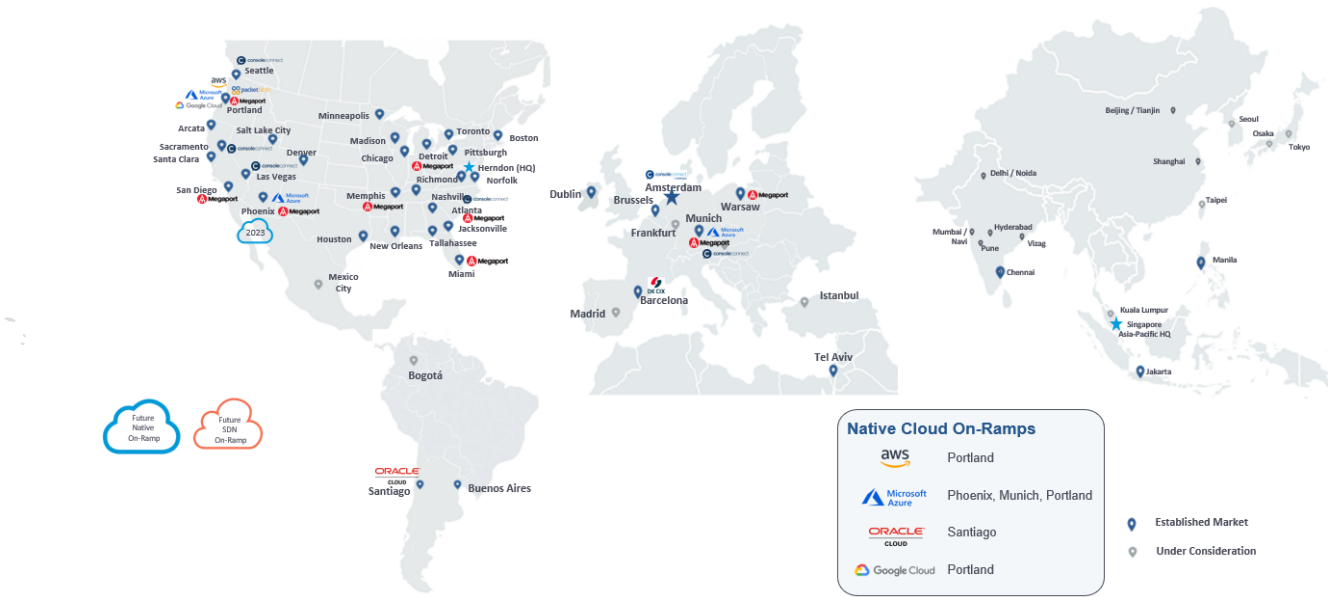 consoleconnect
Seattle
aws
Microsoft
Azure
packet
Google Cloud
Megaport
Portland
Arcata
Salt Lake City
Sacramento
consoleconnect
Santa Clara
Denver
consoleconnect
Las Vegas
San Diego
Megaport
Microsoft
Azure
Phoenix
Megaport
2023
Minneapolis
Madison
Chicago
Toronto
Boston
Detroit
Pittsburgh
Megaport
Herndon (HQ)
Richmond
Norfolk
Memphis
Megaport
Nashville
consoleconnect
Atlanta
Megaport
Jacksonville
Houston
New Orleans
Tallahassee
Miami
Megaport
Mexico
City
Bogotá
ORACLE
CLOUD
Santiago
Buenos Aires
Future
Native
On-Ramp
Future
SDN
On-Ramp
Dublin
consoleconnect
Amsterdam
Brussels
Warsaw
Megaport
Frankfurt
Munich
Microsoft
Azure
Megaport
consoleconnect
DE CIX
Barcelona
Madrid
Istanbul
Tel Aviv
Beijing / Tianjin
Seoul
Osaka
Tokyo
Shanghai
Delhi / Noida
Taipei
Mumbai /
Navi
Hyderabad
Pune
Vizag
Chennai
Manila
Kuala Lumpur
Singapore
Asia-Pacific HQ
Jakarta
Native Cloud On-Ramps
aws
Portland
Microsoft
Azure
Phoenix, Munich, Portland
ORACLE
CLOUD
Santiago
Google Cloud
Portland
Established Market
Under Consideration